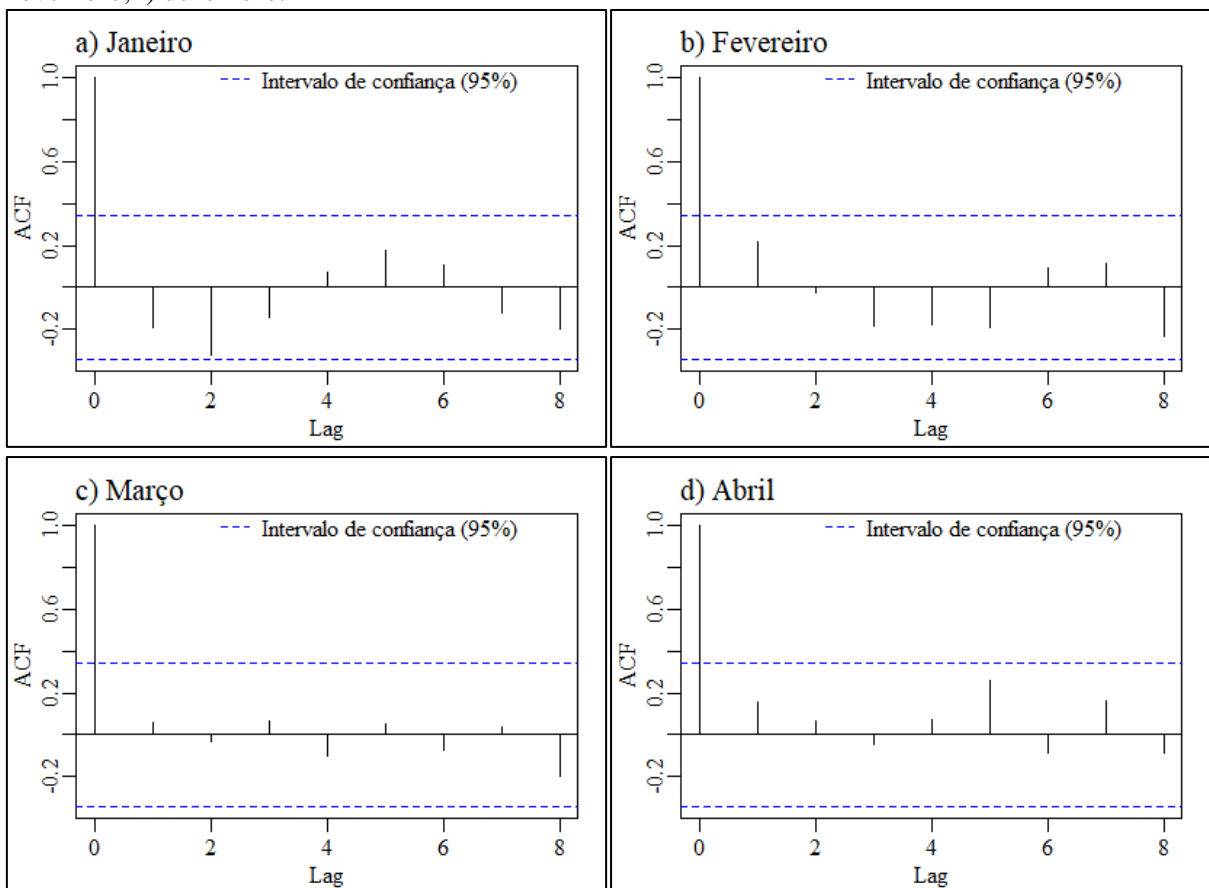 a) Janeiro
Intervalo de confiança (95%)
1.0
0.6
0.2
-0.2
ACF
0 2 4 6 8
Lag
b) Fevereiro
Intervalo de confiança (95%)
1.0
0.6
0.2
-0.2
ACF
0 2 4 6 8
Lag
c) Março
Intervalo de confiança (95%)
1.0
0.6
0.2
-0.2
ACF
0 2 4 6 8
Lag
d) Abril
Intervalo de confiança (95%)
1.0
0.6
0.2
-0.2
ACF
0 2 4 6 8
Lag